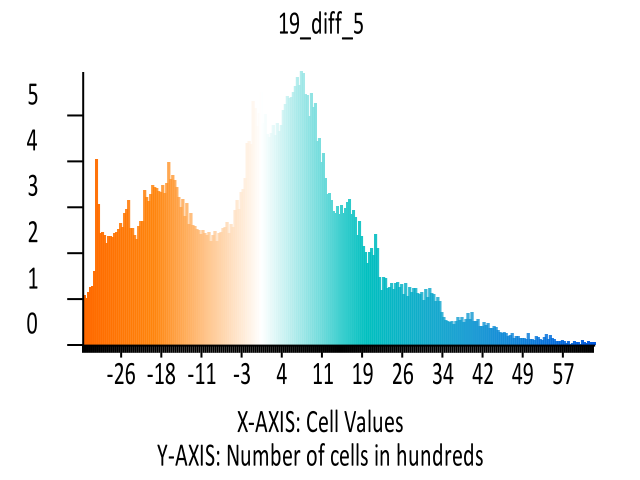 19_diff_5
5
4
3
2
1
0
-26 -18 -11 -3 4 11 19 26 34 42 49 57
X-AXIS: Cell Values
Y-AXIS: Number of cells in hundreds